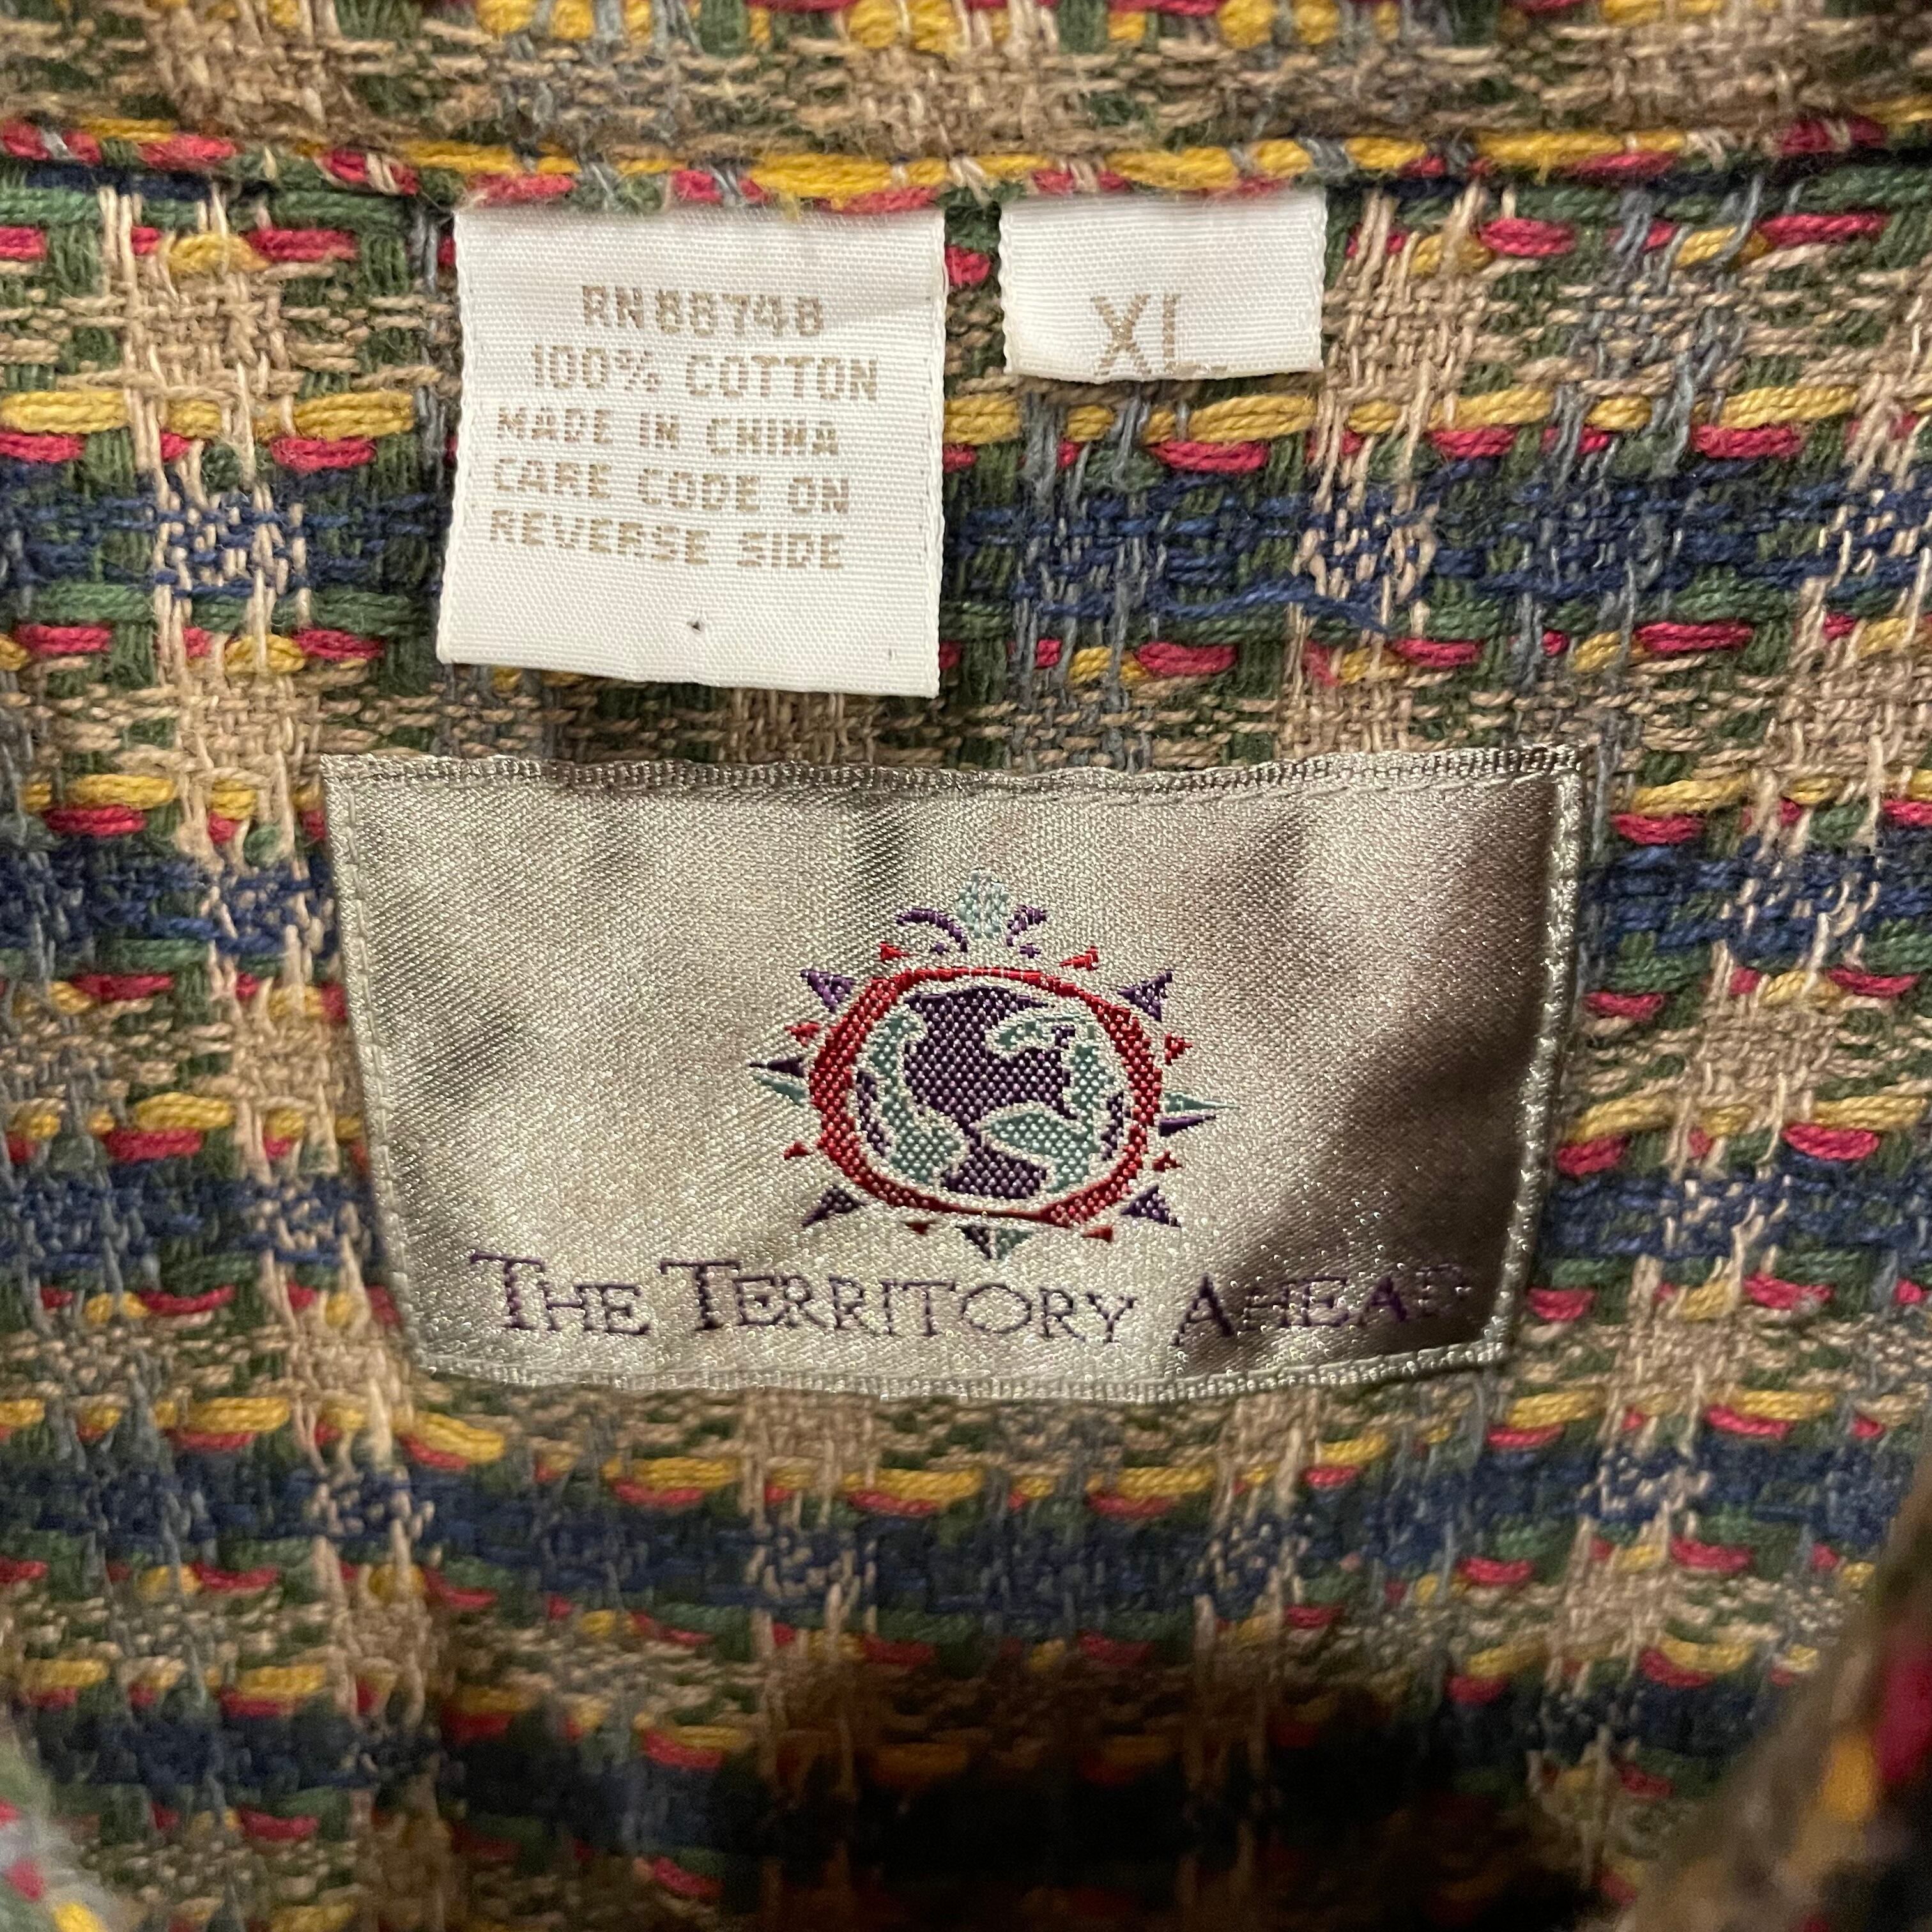 RN88748
100% COTTON
MADE IN CHINA
CARE CODE ON
REVERSE SIDE
XL
THE TERRITORY AHEAD